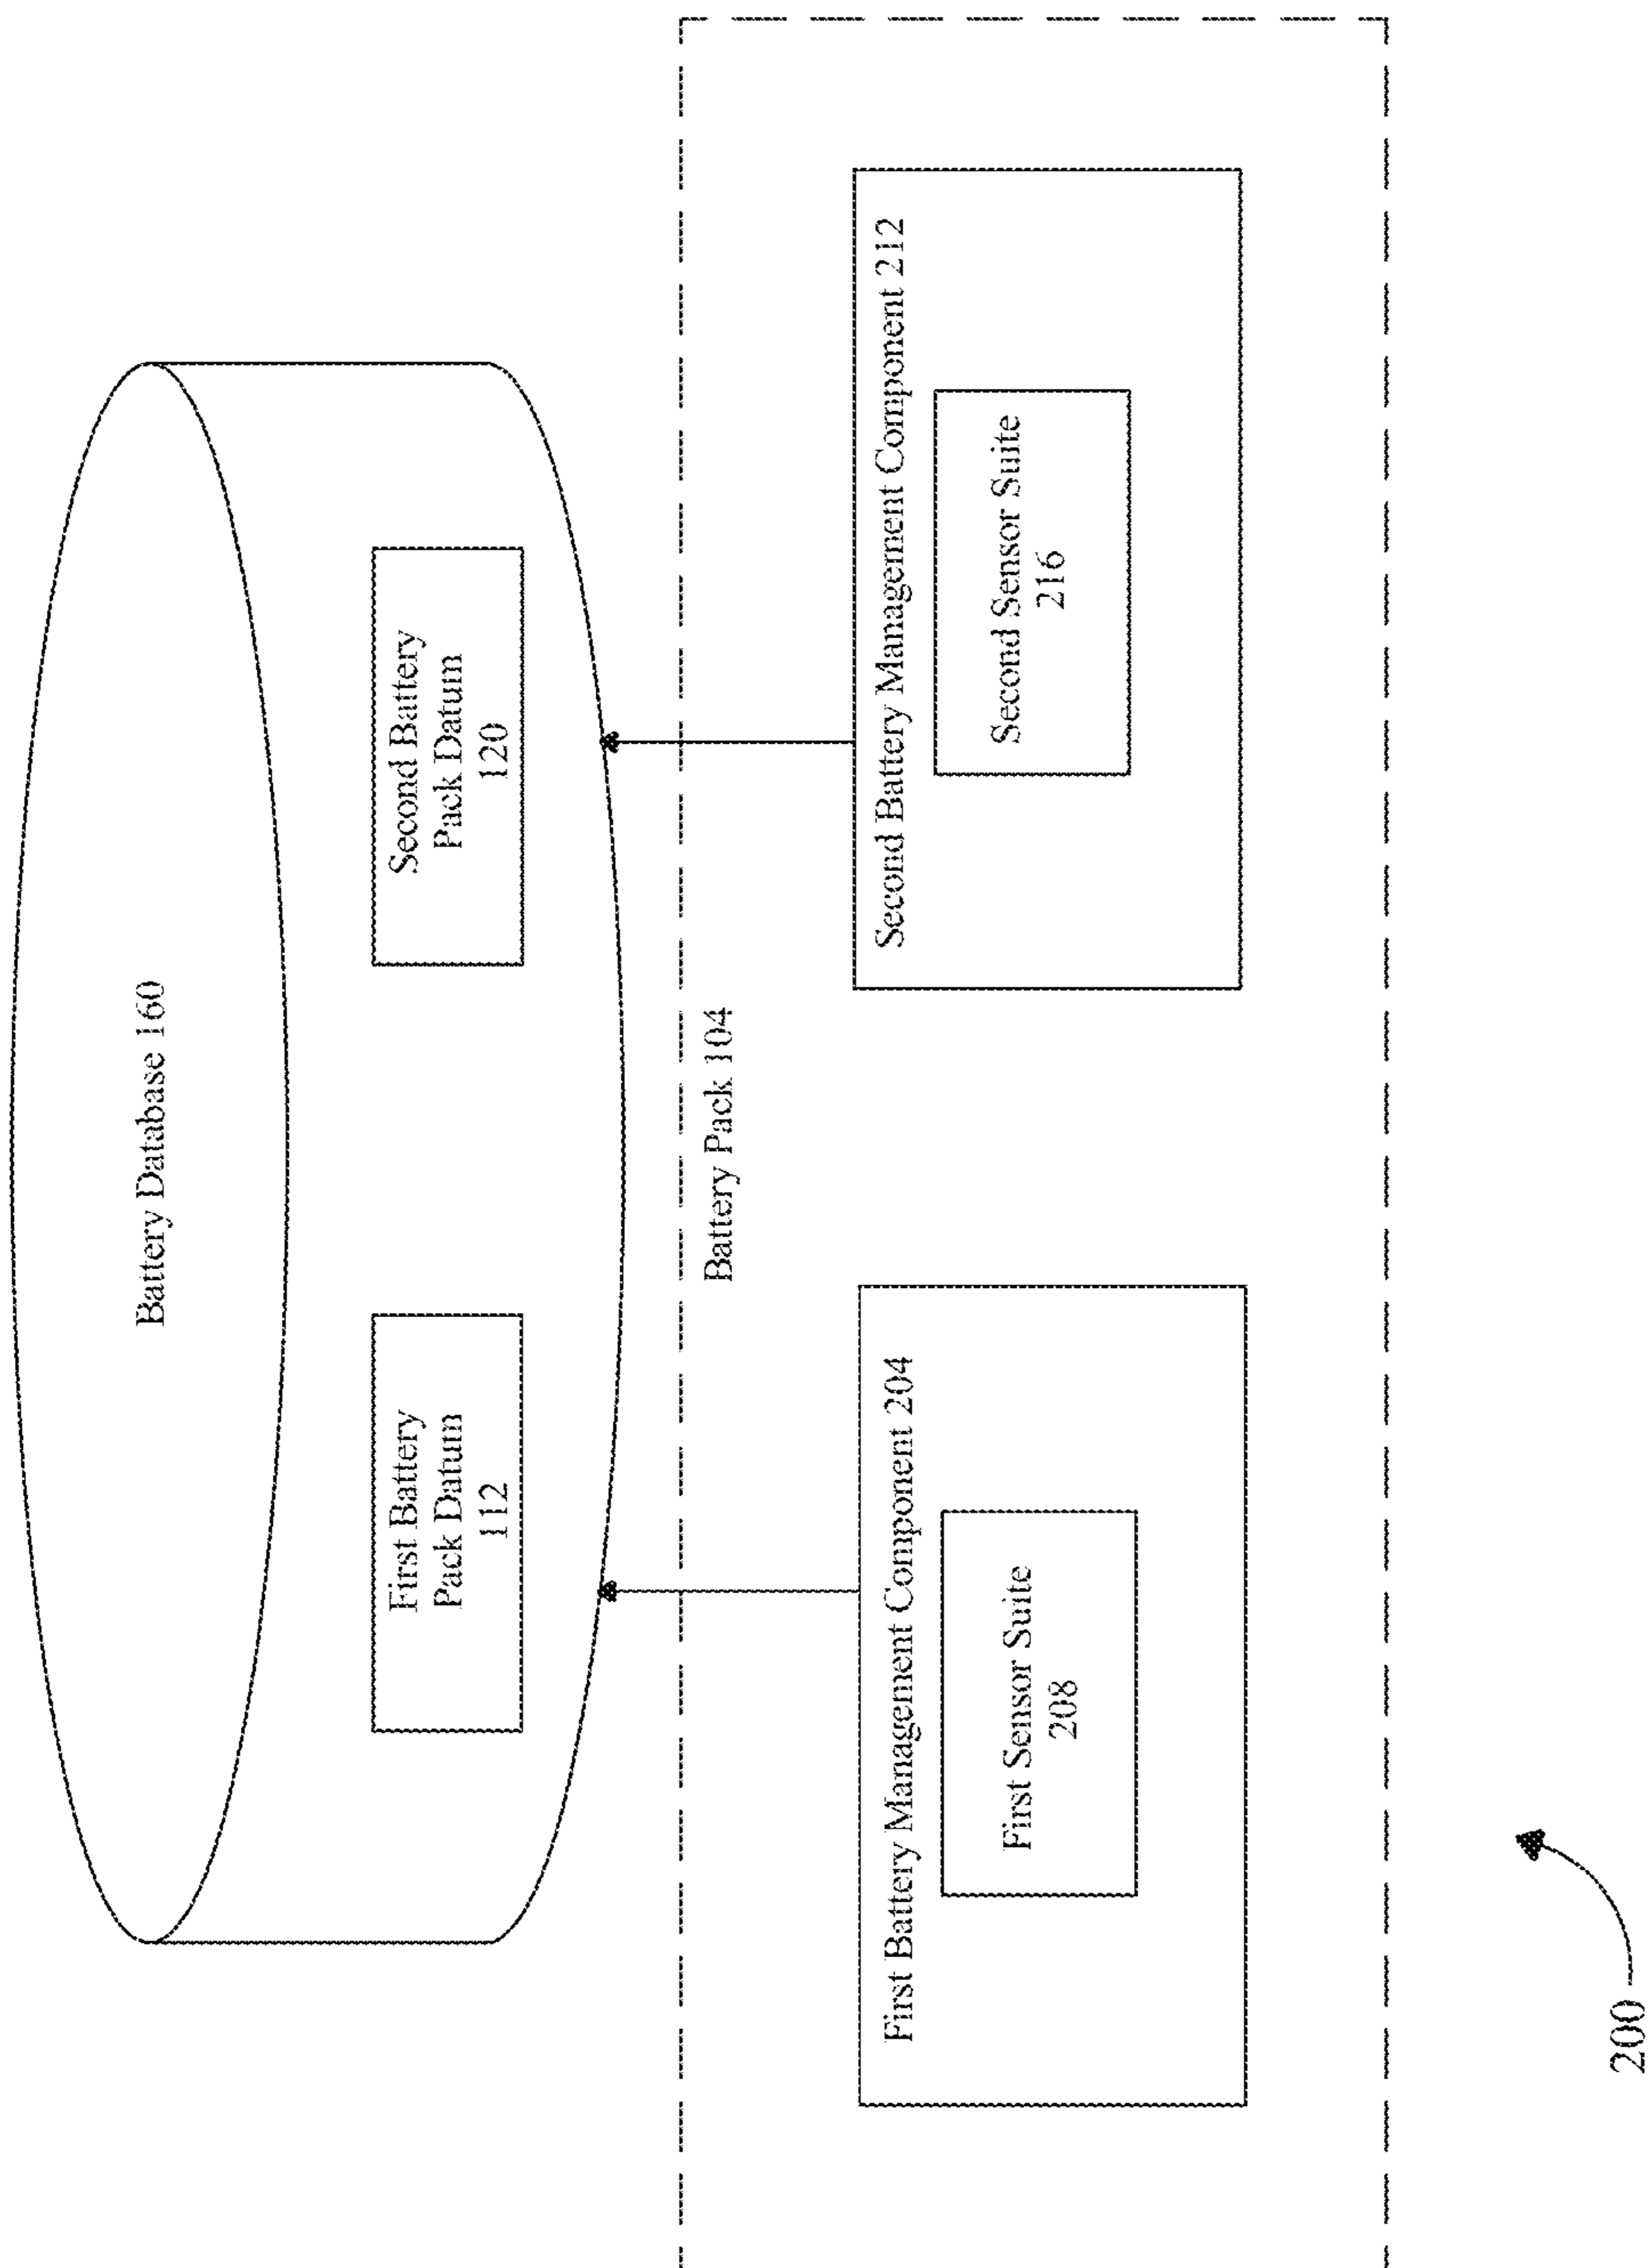 Battery Database 160
First Battery
Pack Datum
112
Second Battery
Pack Datum
120
Battery Pack 104
First Battery Management Component 204
First Sensor Suite
208
Second Battery Management Component 212
Second Sensor Suite
216
200